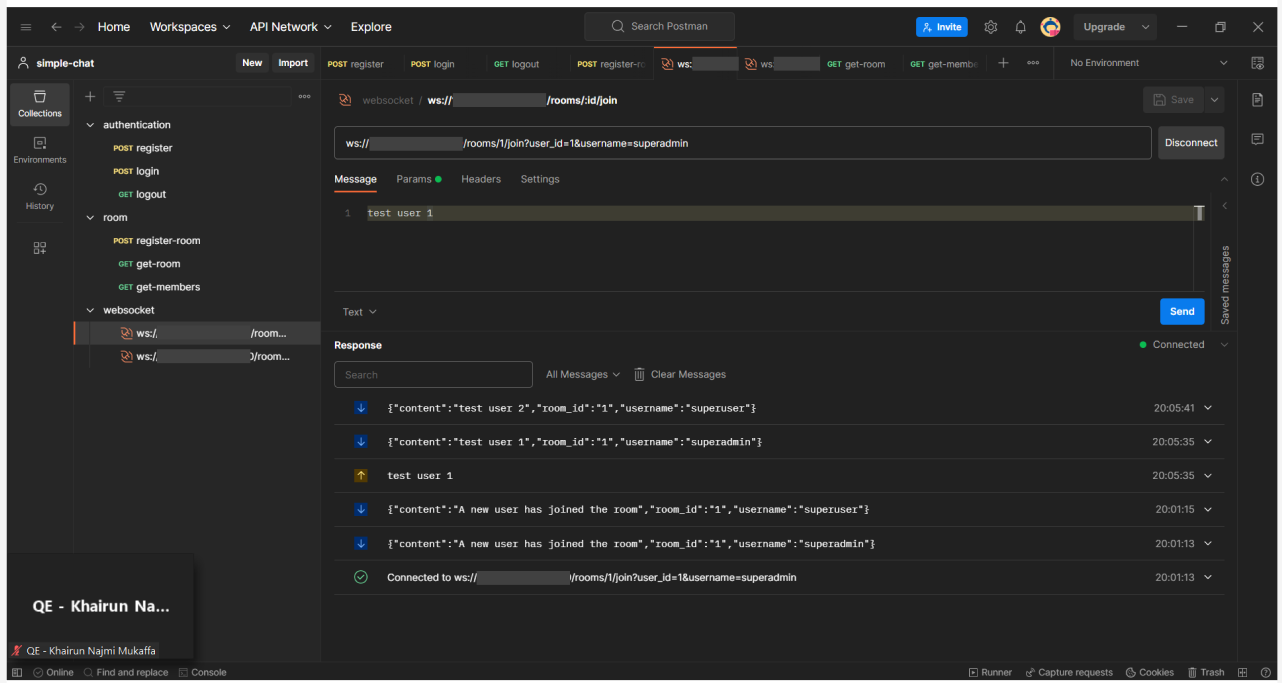 Home Workspaces API Network Explore Search Postman Invite Upgrade
simple-chat New Import POST register POST login GET logout POST register-ro ws: ws GET get-room GET get-membe No Environment
Collections
Environments
History
authentication
POST register
POST login
GET logout
room
POST register-room
GET get-room
GET get-members
websocket
ws:/ /room...
ws:/ /room...
websocket / ws:// /rooms/:id/join Save
ws:// /rooms/1/join?user_id=1&username=superadmin Disconnect
Message Params Headers Settings
1 test user 1
Saved messages
Text Send
Response Connected
Search All Messages Clear Messages
{"content":"test user 2","room_id":"1","username":"superuser"} 20:05:41
{"content":"test user 1","room_id":"1","username":"superadmin"} 20:05:35
test user 1 20:05:35
{"content":"A new user has joined the room","room_id":"1","username":"superuser"} 20:01:15
{"content":"A new user has joined the room","room_id":"1","username":"superadmin"} 20:01:13
Connected to ws:// /rooms/1/join?user_id=1&username=superadmin 20:01:13
QE - Khairun Na...
QE - Khairun Najmi Mukaffa
Online Find and replace Console Runner Capture requests Cookies Trash